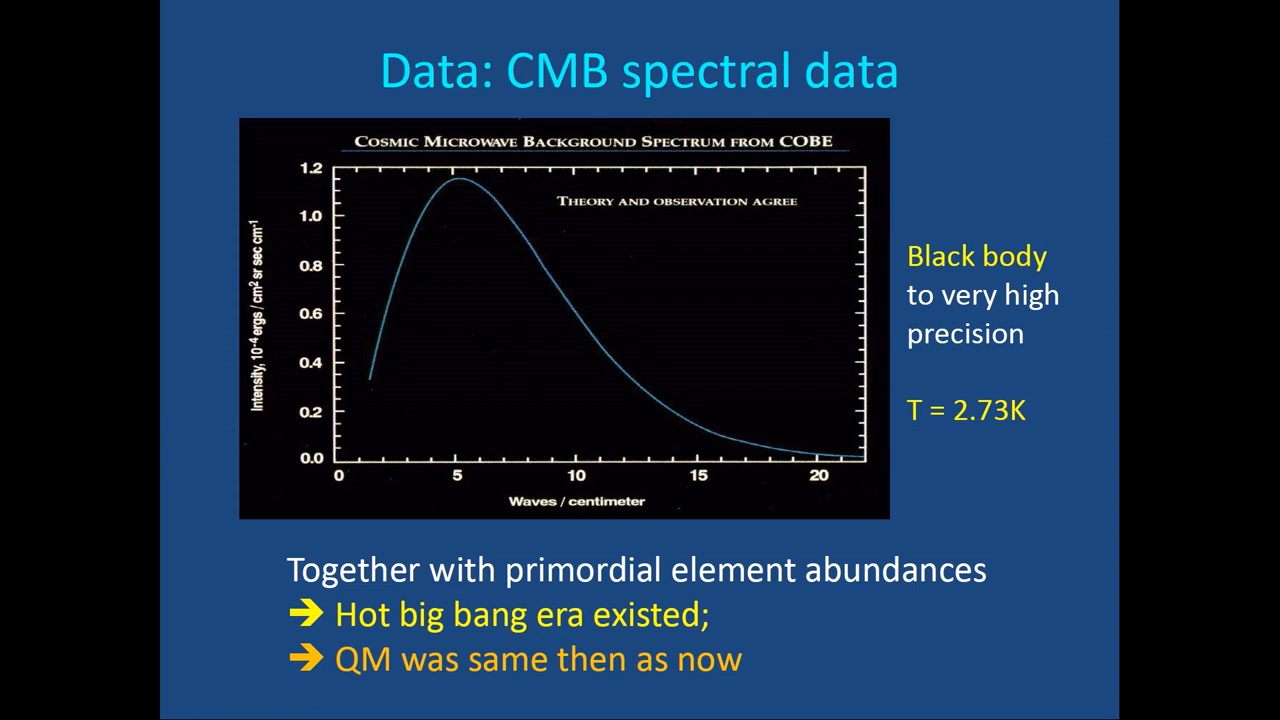 Data: CMB spectral data
COSMIC MICROWAVE BACKGROUND SPECTRUM FROM COBE
THEORY AND OBSERVATION AGREE
1.2
1.0
0.8
0.6
0.4
0.2
0.0
Intensity, 10⁻⁴ ergs / cm² sr sec cm⁻¹
0 5 10 15 20
Waves / centimeter
Black body
to very high
precision
T = 2.73K
Together with primordial element abundances
➔ Hot big bang era existed;
➔ QM was same then as now